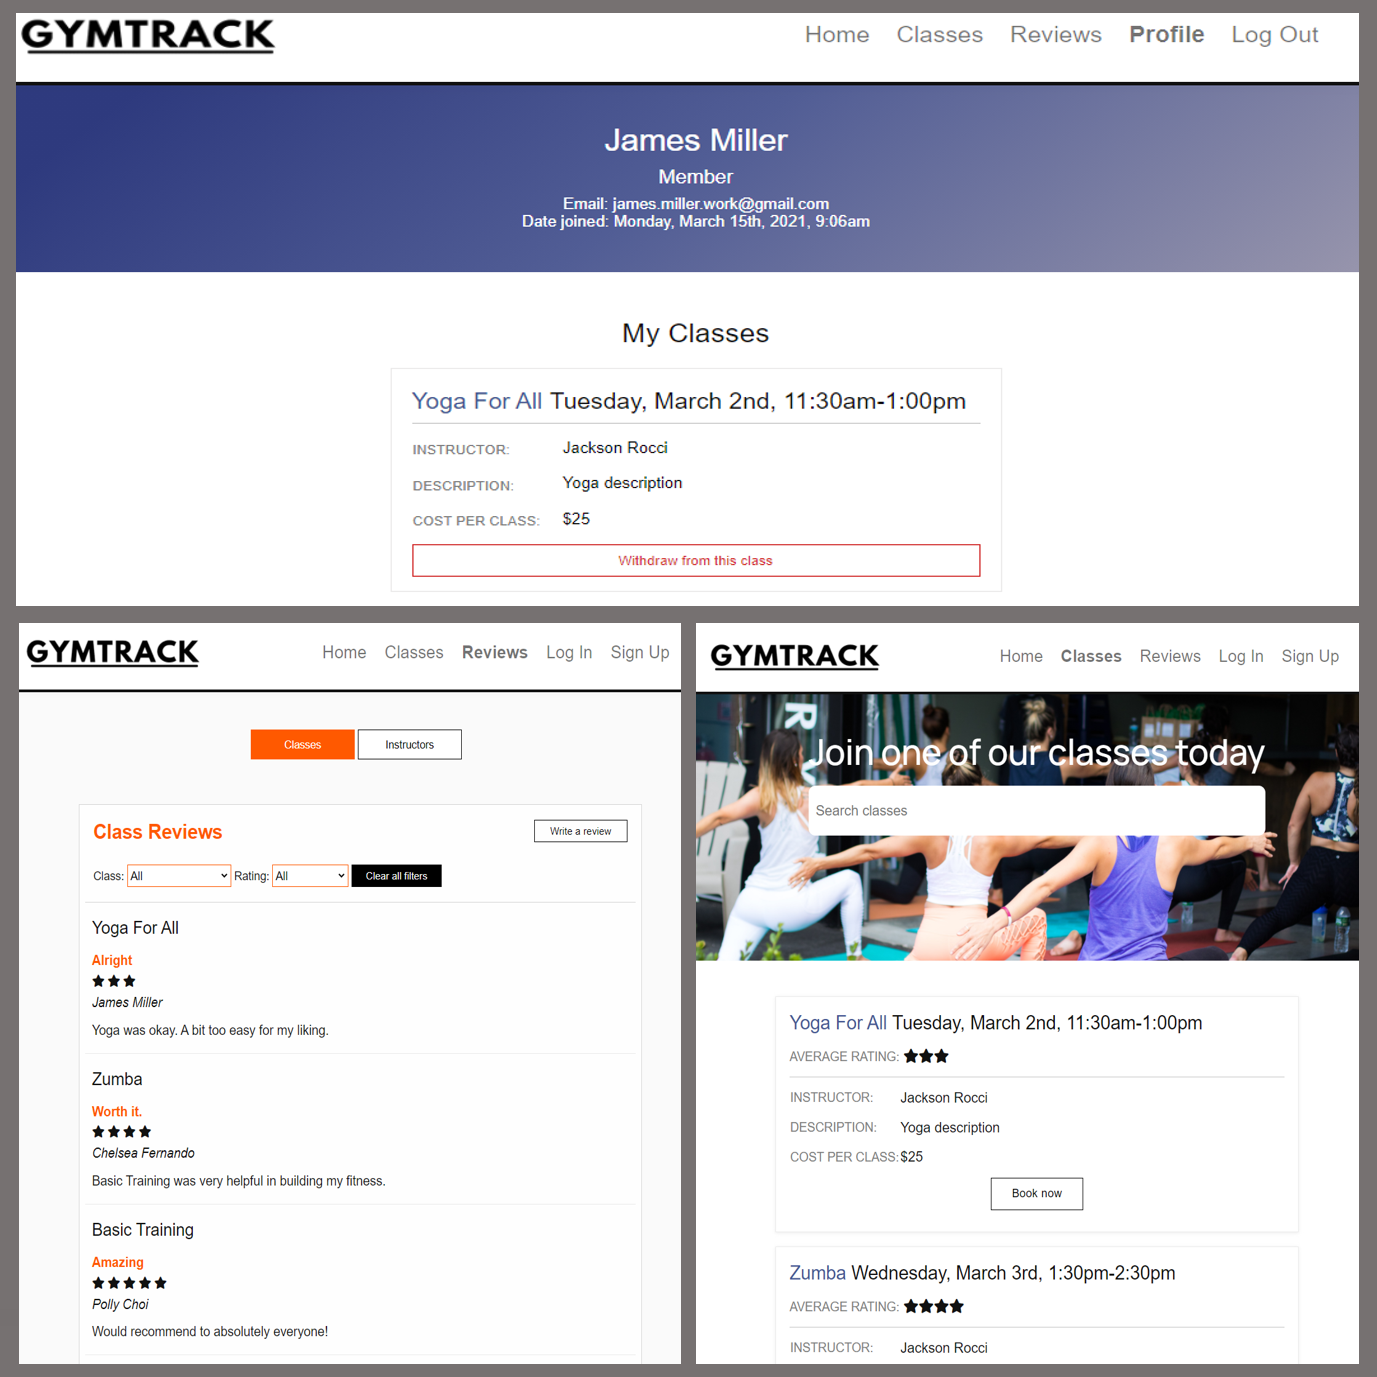 GYMTRACK
Home Classes Reviews Profile Log Out
James Miller
Member
Email: james.miller.work@gmail.com
Date joined: Monday, March 15th, 2021, 9:06am
My Classes
Yoga For All Tuesday, March 2nd, 11:30am-1:00pm
INSTRUCTOR: Jackson Rocci
DESCRIPTION: Yoga description
COST PER CLASS: $25
Withdraw from this class
GYMTRACK
Home Classes Reviews Log In Sign Up
Classes Instructors
Class Reviews Write a review
Class: All Rating: All Clear all filters
Yoga For All
Alright
James Miller
Yoga was okay. A bit too easy for my liking.
Zumba
Worth it.
Chelsea Fernando
Basic Training was very helpful in building my fitness.
Basic Training
Amazing
Polly Choi
Would recommend to absolutely everyone!
GYMTRACK
Home Classes Reviews Log In Sign Up
Join one of our classes today
Search classes
Yoga For All Tuesday, March 2nd, 11:30am-1:00pm
AVERAGE RATING:
INSTRUCTOR: Jackson Rocci
DESCRIPTION: Yoga description
COST PER CLASS: $25
Book now
Zumba Wednesday, March 3rd, 1:30pm-2:30pm
AVERAGE RATING:
INSTRUCTOR: Jackson Rocci